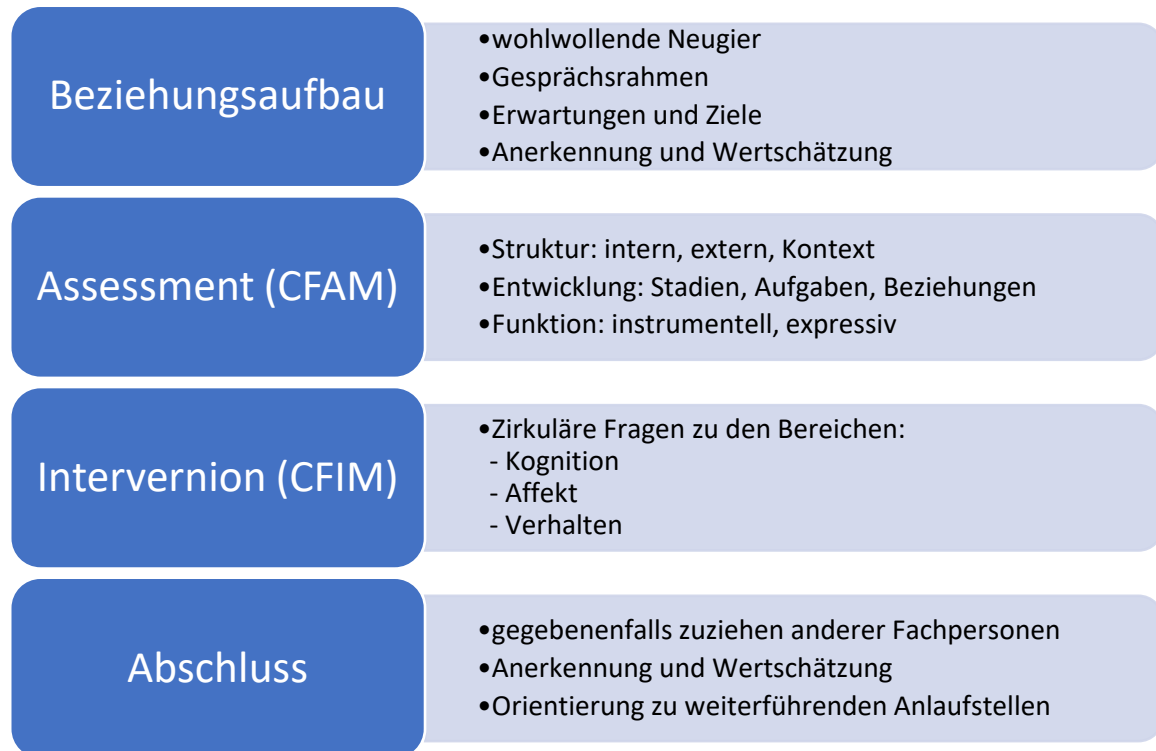 Beziehungsaufbau
•wohlwollende Neugier
•Gesprächsrahmen
•Erwartungen und Ziele
•Anerkennung und Wertschätzung
Assessment (CFAM)
•Struktur: intern, extern, Kontext
•Entwicklung: Stadien, Aufgaben, Beziehungen
•Funktion: instrumentell, expressiv
Intervernion (CFIM)
•Zirkuläre Fragen zu den Bereichen:
- Kognition
- Affekt
- Verhalten
Abschluss
•gegebenenfalls zuziehen anderer Fachpersonen
•Anerkennung und Wertschätzung
•Orientierung zu weiterführenden Anlaufstellen